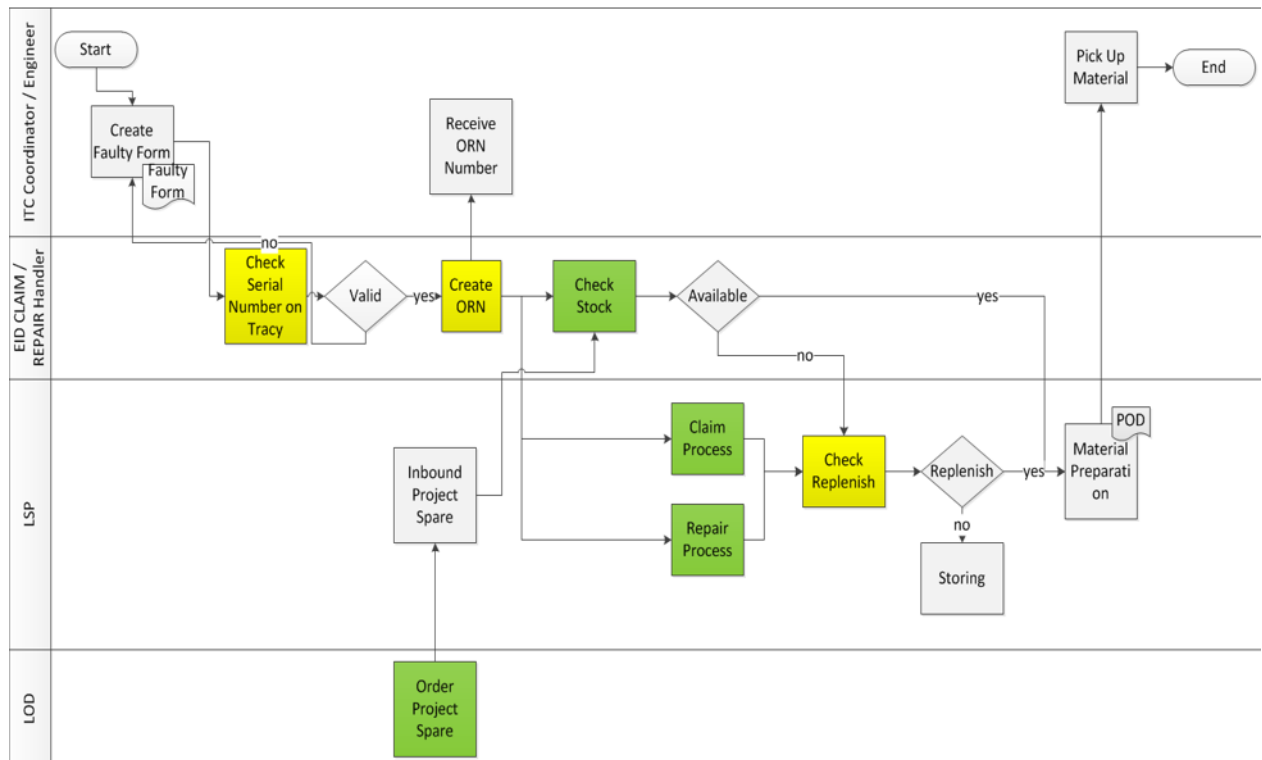 ITC Coordinator / Engineer
Start
Create
Faulty Form
Faulty
Form
Receive
ORN
Number
Pick Up
Material
End
EID CLAIM /
REPAIR Handler
no
Check
Serial
Number on
Tracy
Valid
yes
Create
ORN
Check
Stock
Available
yes
no
LSP
Inbound
Project
Spare
Claim
Process
Repair
Process
Check
Replenish
Replenish
yes
no
Storing
POD
Material
Preparati
on
LOD
Order
Project
Spare